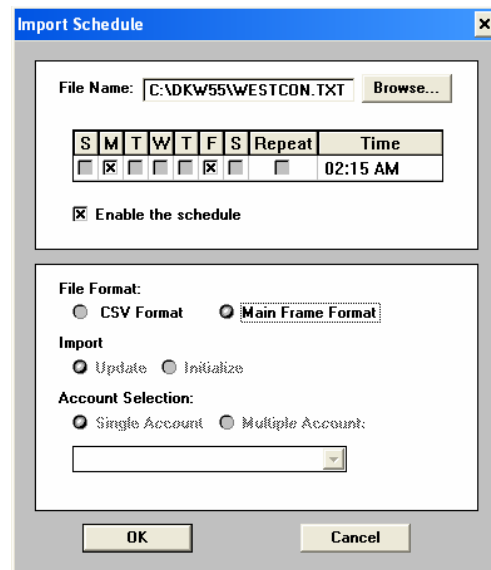 Import Schedule
File Name: C:\DKW55\WESTCON.TXT Browse...
S M T W T F S Repeat Time
02:15 AM
Enable the schedule
File Format:
CSV Format Main Frame Format
Import
Update Initialize
Account Selection:
Single Account Multiple Account:
OK Cancel